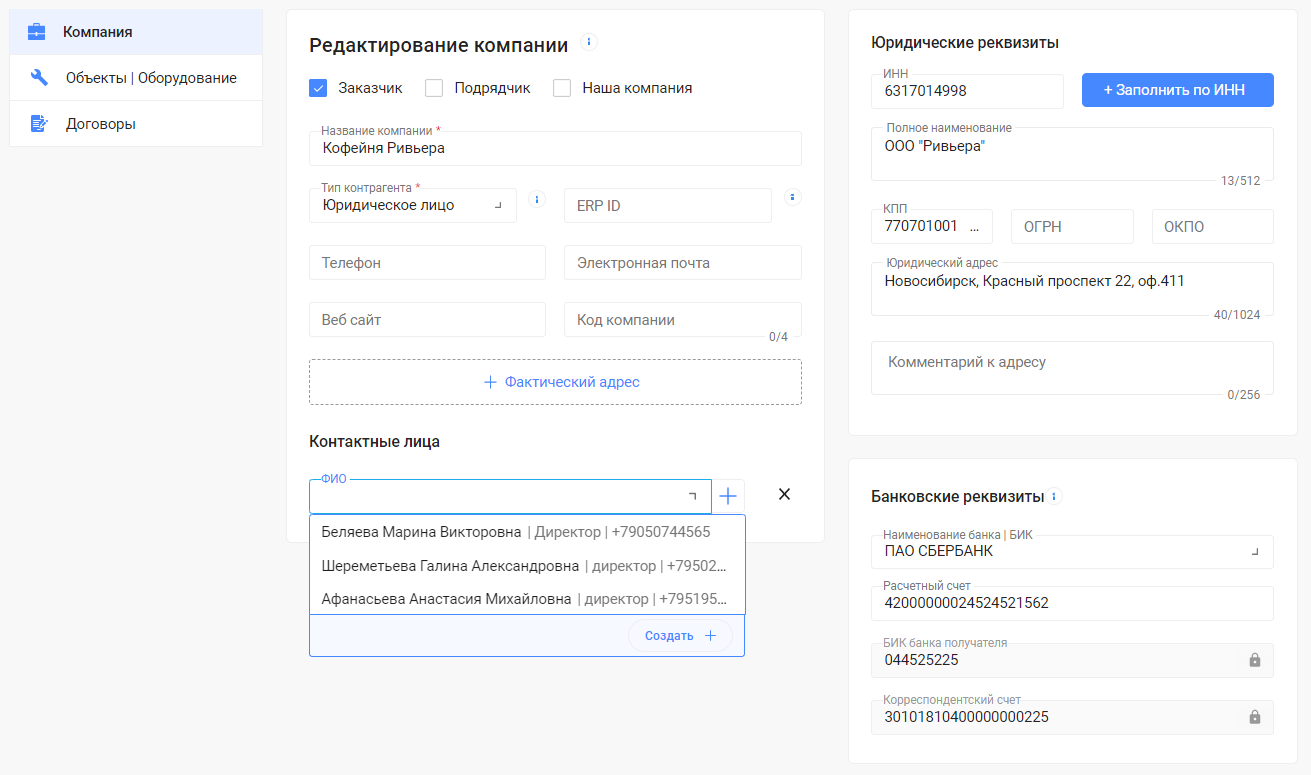 Компания
Объекты | Оборудование
Договоры
Редактирование компании
Заказчик
Подрядчик
Наша компания
Название компании *
Кофейня Ривьера
Тип контрагента *
Юридическое лицо
ERP ID
Телефон
Электронная почта
Веб сайт
Код компании
0/4
+ Фактический адрес
Контактные лица
ФИО
Беляева Марина Викторовна | Директор | +79050744565
Шереметьева Галина Александровна | директор | +79502...
Афанасьева Анастасия Михайловна | директор | +795195...
Создать +
Юридические реквизиты
ИНН
6317014998
+ Заполнить по ИНН
Полное наименование
ООО "Ривьера"
13/512
КПП
770701001 ...
ОГРН
ОКПО
Юридический адрес
Новосибирск, Красный проспект 22, оф.411
40/1024
Комментарий к адресу
0/256
Банковские реквизиты
Наименование банка | БИК
ПАО СБЕРБАНК
Расчетный счет
42000000024524521562
БИК банка получателя
044525225
Корреспондентский счет
30101810400000000225